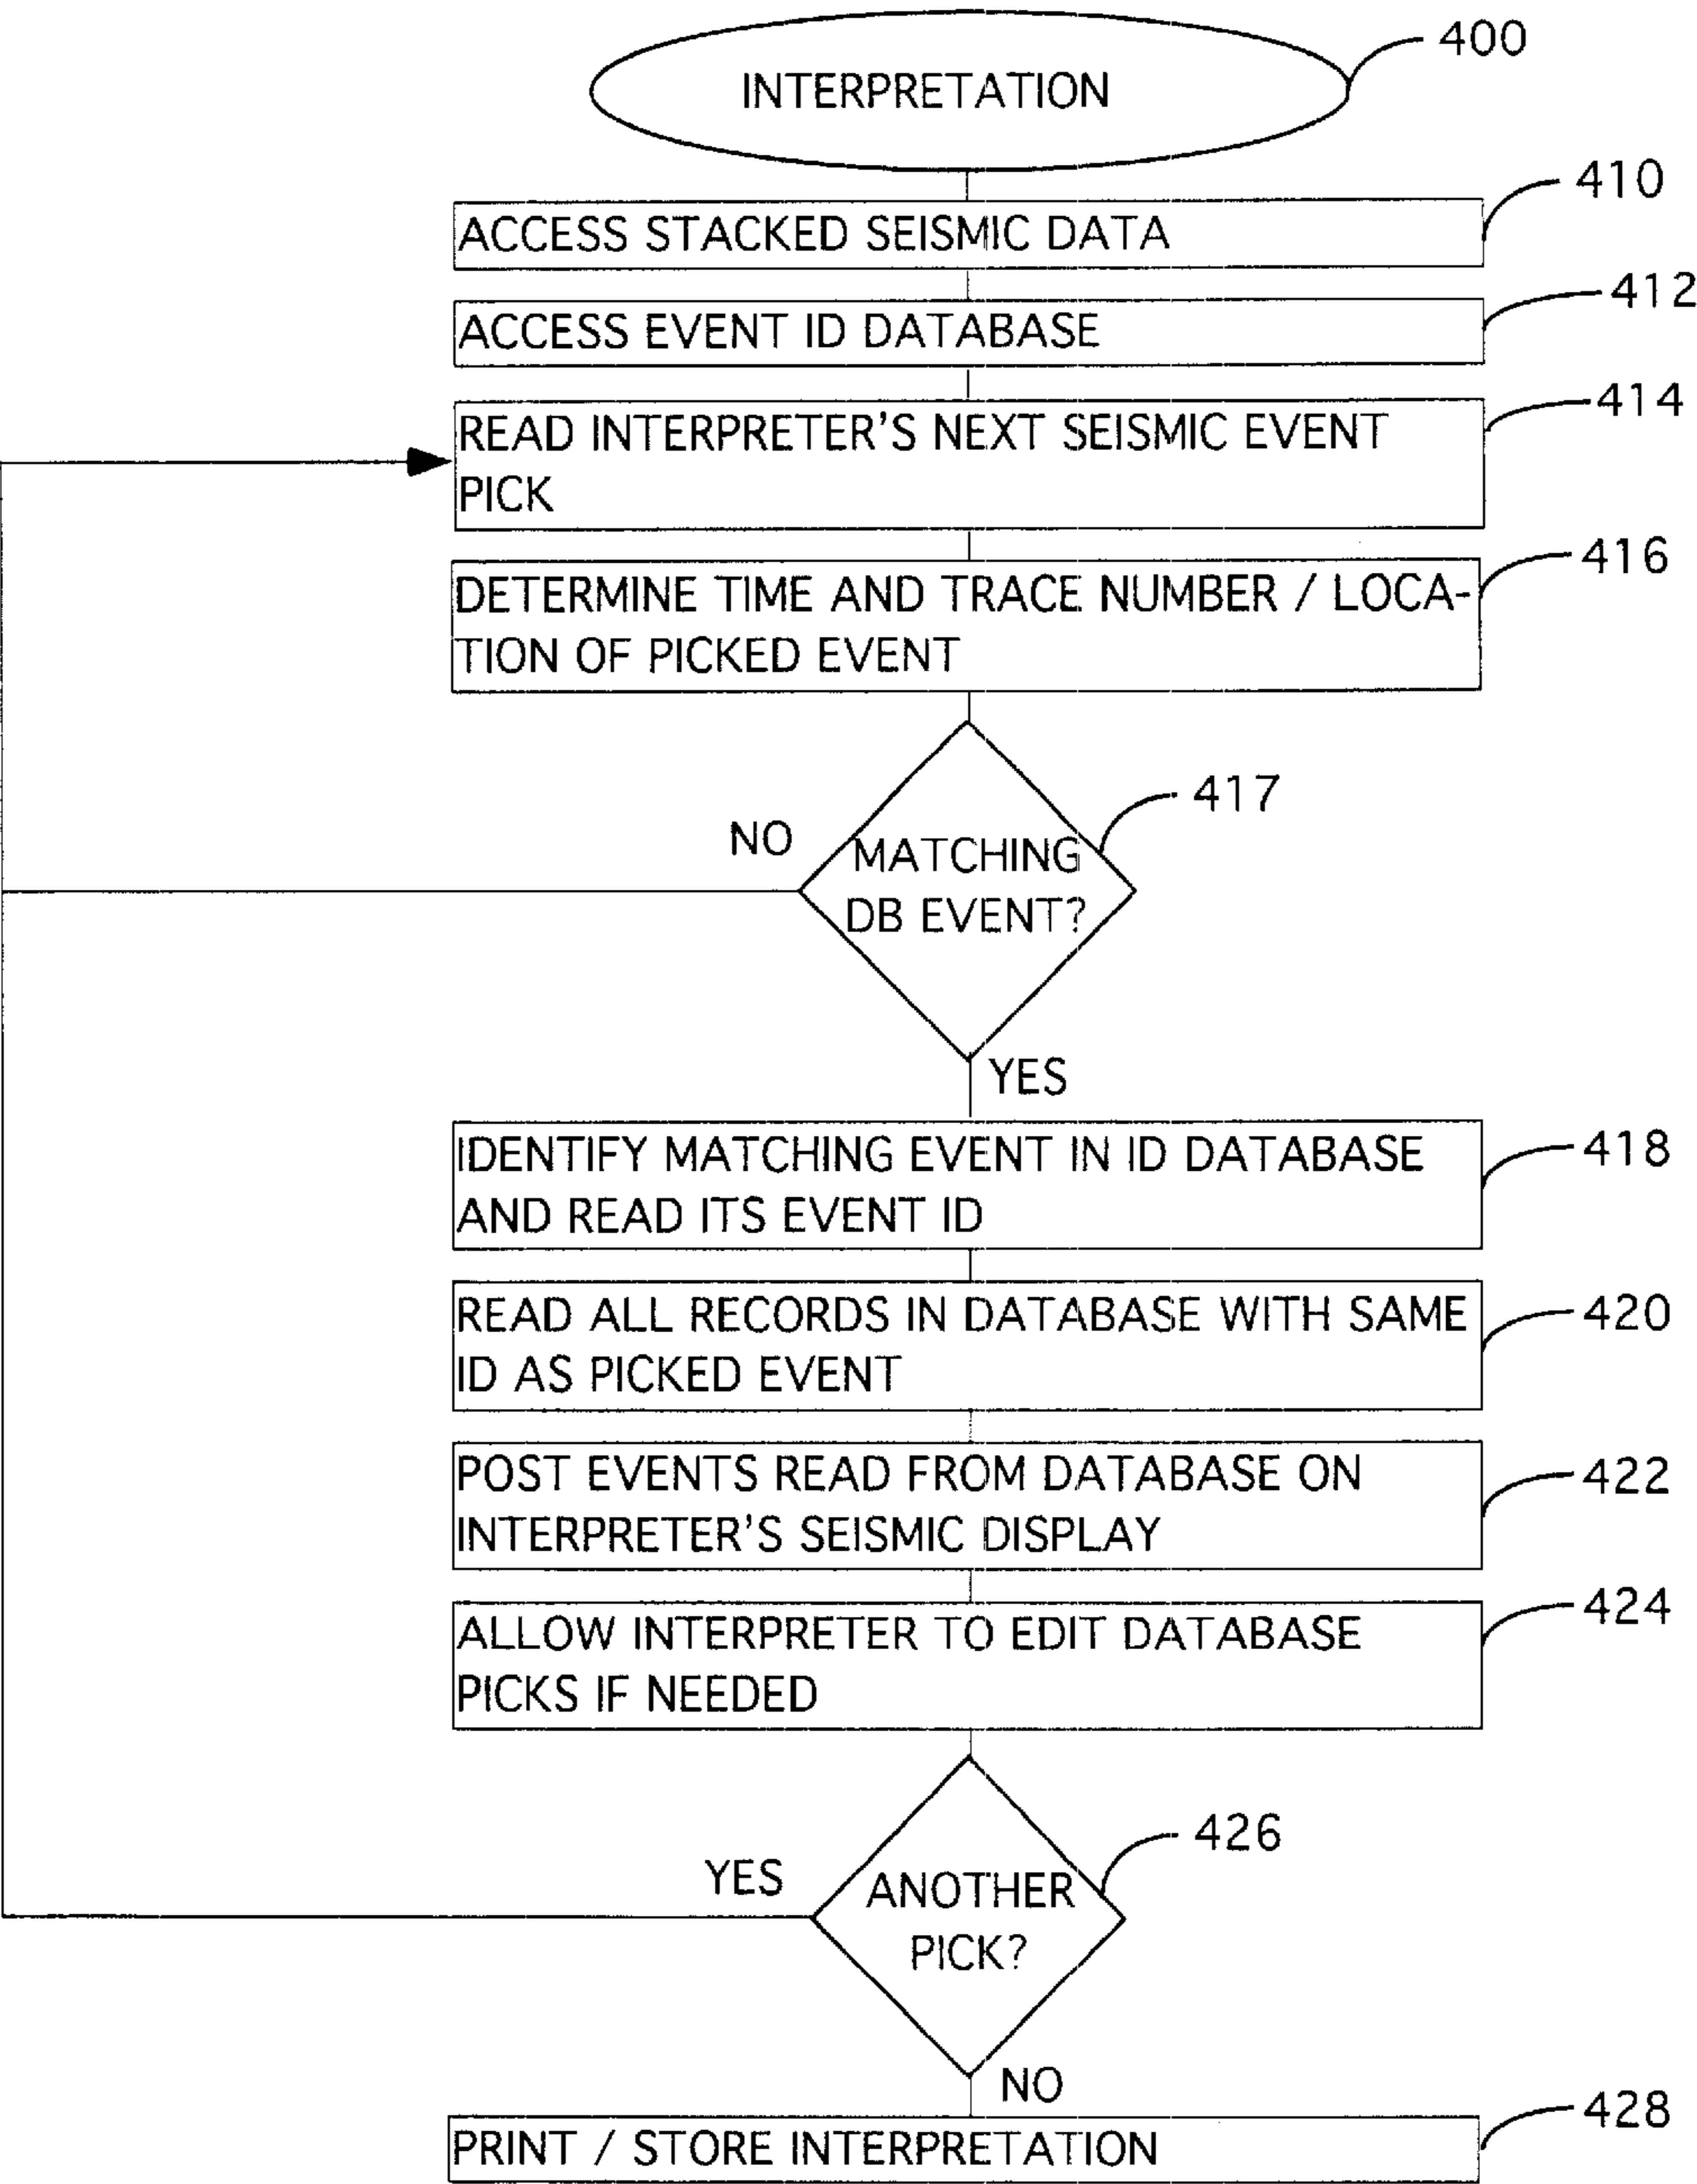 400
INTERPRETATION
410
ACCESS STACKED SEISMIC DATA
412
ACCESS EVENT ID DATABASE
414
READ INTERPRETER'S NEXT SEISMIC EVENT
PICK
416
DETERMINE TIME AND TRACE NUMBER / LOCA-
TION OF PICKED EVENT
417
NO
MATCHING
DB EVENT?
YES
418
IDENTIFY MATCHING EVENT IN ID DATABASE
AND READ ITS EVENT ID
420
READ ALL RECORDS IN DATABASE WITH SAME
ID AS PICKED EVENT
422
POST EVENTS READ FROM DATABASE ON
INTERPRETER'S SEISMIC DISPLAY
424
ALLOW INTERPRETER TO EDIT DATABASE
PICKS IF NEEDED
426
YES
ANOTHER
PICK?
NO
428
PRINT / STORE INTERPRETATION